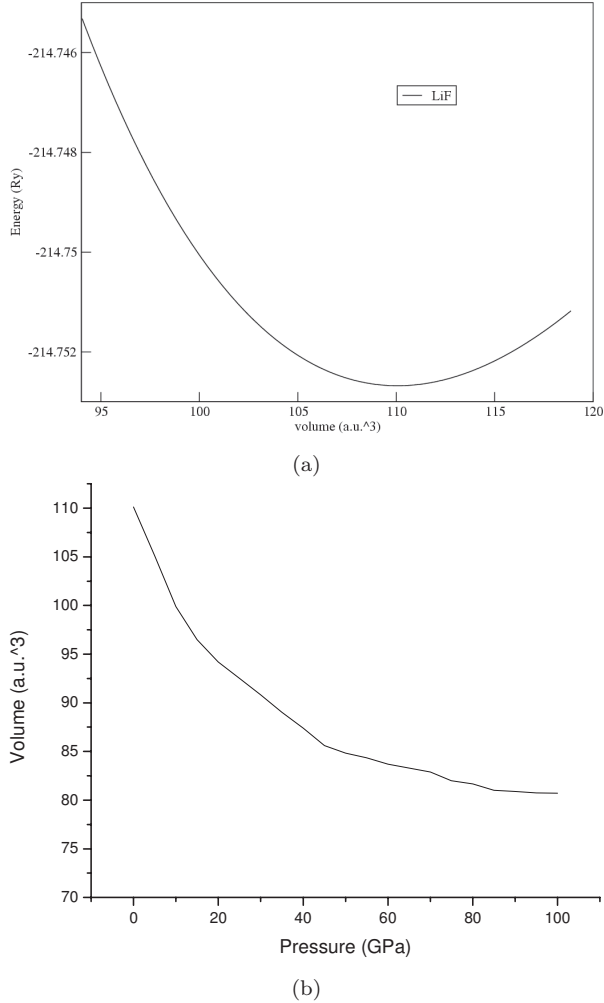 -214.746
LiF
-214.748
Energy (Ry)
-214.75
-214.752
95 100 105 110 115 120
volume (a.u.^3)
(a)
110
105
100
95
90
85
80
75
70
Volume (a.u.^3)
0 20 40 60 80 100
Pressure (GPa)
(b)